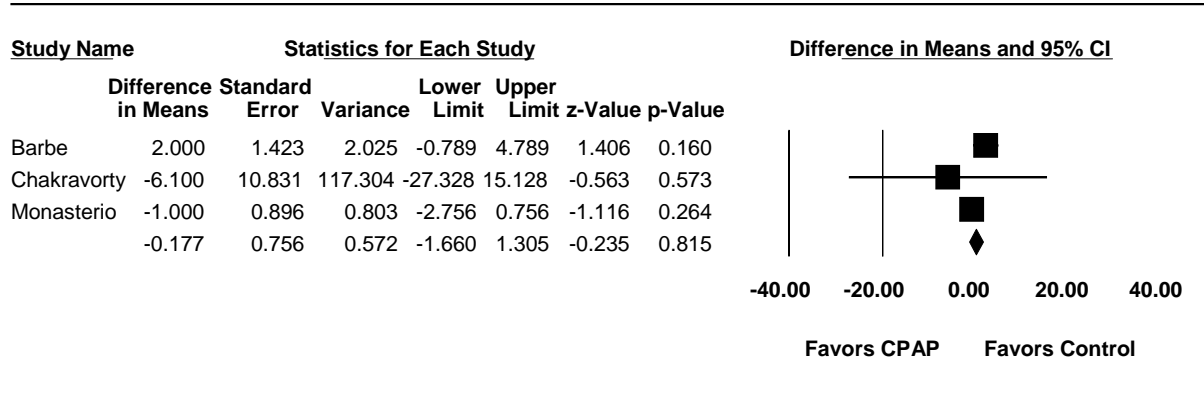 Study Name Statistics for Each Study Difference in Means and 95% CI
Difference Standard Lower Upper
in Means Error Variance Limit Limit z-Value p-Value
Barbe 2.000 1.423 2.025 -0.789 4.789 1.406 0.160
Chakravorty -6.100 10.831 117.304 -27.328 15.128 -0.563 0.573
Monasterio -1.000 0.896 0.803 -2.756 0.756 -1.116 0.264
-0.177 0.756 0.572 -1.660 1.305 -0.235 0.815
-40.00 -20.00 0.00 20.00 40.00
Favors CPAP Favors Control